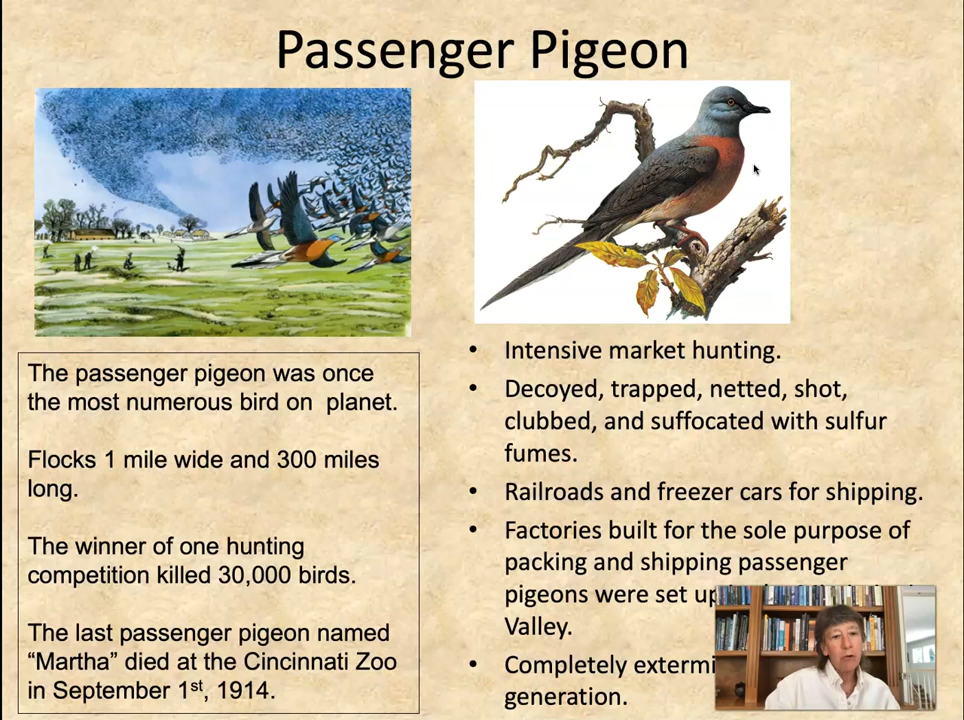 Passenger Pigeon
The passenger pigeon was once
the most numerous bird on planet.
Flocks 1 mile wide and 300 miles
long.
The winner of one hunting
competition killed 30,000 birds.
The last passenger pigeon named
“Martha” died at the Cincinnati Zoo
in September 1st, 1914.
• Intensive market hunting.
• Decoyed, trapped, netted, shot,
clubbed, and suffocated with sulfur
fumes.
• Railroads and freezer cars for shipping.
• Factories built for the sole purpose of
packing and shipping passenger
pigeons were set up
Valley.
• Completely
generation.